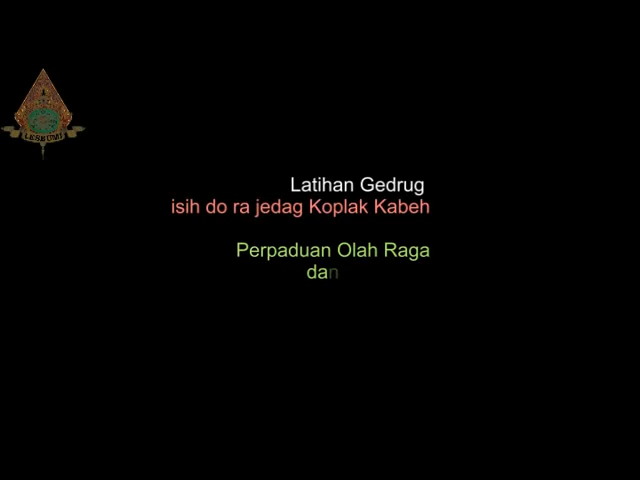 Latihan Gedrug
isih do ra jedag Koplak Kabeh
Perpaduan Olah Raga
dan